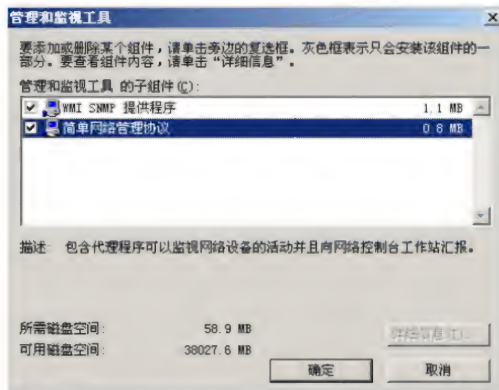 管理和监视工具
要添加或删除某个组件，请单击旁边的复选框。灰色框表示只会安装该组件的一
部分。要查看组件内容，请单击“详细信息”。
管理和监视工具 的子组件(C):
WMI SNMP 提供程序 1.1 MB
简单网络管理协议 0.8 MB
描述: 包含代理程序可以监视网络设备的活动并且向网络控制台工作站汇报。
所需磁盘空间: 58.9 MB
详细信息(D)...
可用磁盘空间: 38027.6 MB
确定 取消